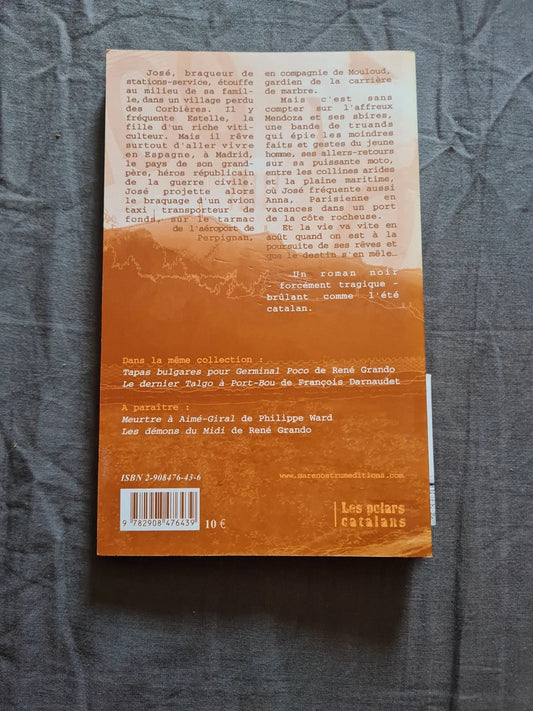 José, braqueur de
stations-service, étouffe
au milieu de sa famil-
le, dans un village perdu
des Corbières. Il y
fréquente Estelle, la
fille d'un riche viti-
culteur. Mais il rêve
surtout d'aller vivre
en Espagne, à Madrid,
le pays de son grand-
père, héros républicain
de la guerre civile.
José projette alors
le braquage d'un avion
taxi transporteur de
fonds, sur le tarmac
de l'aéroport de
Perpignan,
en compagnie de Mouloud,
gardien de la carrière
de marbre.
Mais c'est sans
compter sur l'affreux
Mendoza et ses sbires,
une bande de truands
qui épie les moindres
faits et gestes du jeune
homme, ses allers-retours
sur sa puissante moto,
entre les collines arides
et la plaine maritime,
où José fréquente aussi
Anna, Parisienne en
vacances dans un port
de la côte rocheuse.
Et la vie va vite en
août quand on est à la
poursuite de ses rêves et
que le destin s'en mêle…
Un roman noir
- forcément tragique -
brûlant comme l'été
catalan.
Dans la même collection :
Tapas bulgares pour Germinal Poco de René Grando
Le dernier Talgo à Port-Bou de François Darnaudet
A paraître :
Meurtre à Aimé-Giral de Philippe Ward
Les démons du Midi de René Grando
ISBN 2-908476-43-6
www.marenostrumeditions.com
9 782908 476439
10 €
Les polars
catalans